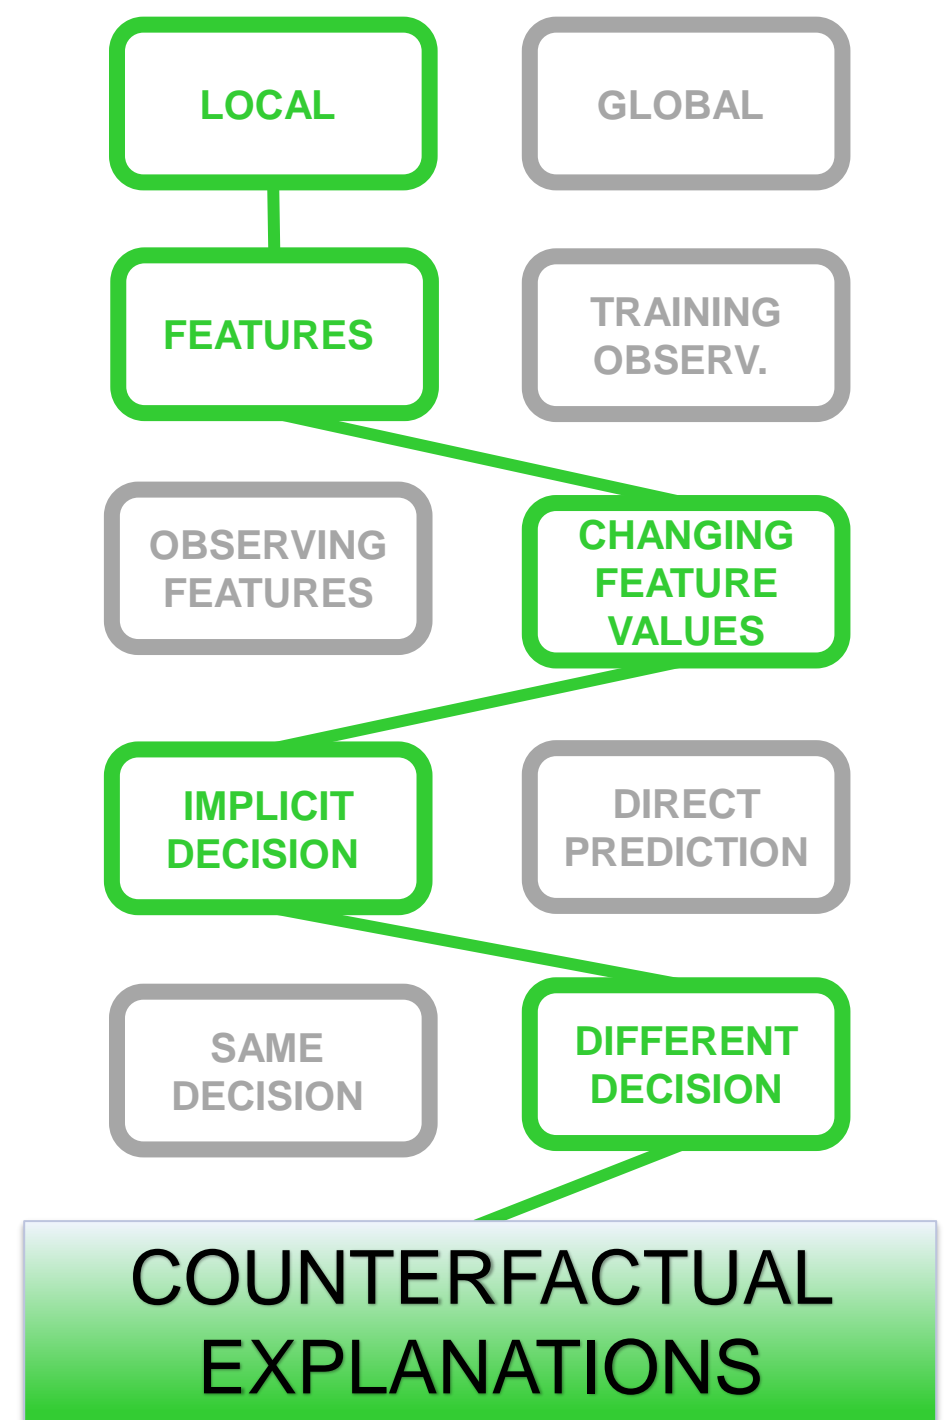 LOCAL
GLOBAL
FEATURES
TRAINING
OBSERV.
OBSERVING
FEATURES
CHANGING
FEATURE
VALUES
IMPLICIT
DECISION
DIRECT
PREDICTION
SAME
DECISION
DIFFERENT
DECISION
COUNTERFACTUAL
EXPLANATIONS